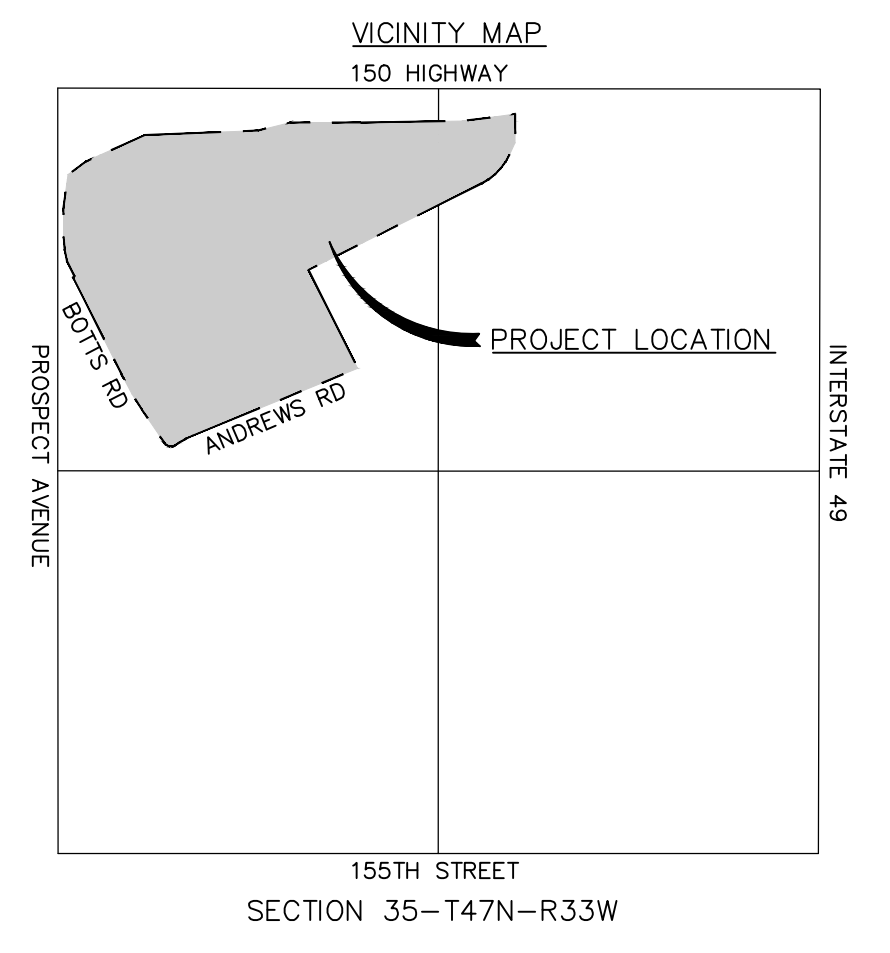 VICINITY MAP
150 HIGHWAY
BOTTS RD
PROJECT LOCATION
PROSPECT AVENUE
INTERSTATE 49
ANDREWS RD
155TH STREET
SECTION 35-T47N-R33W